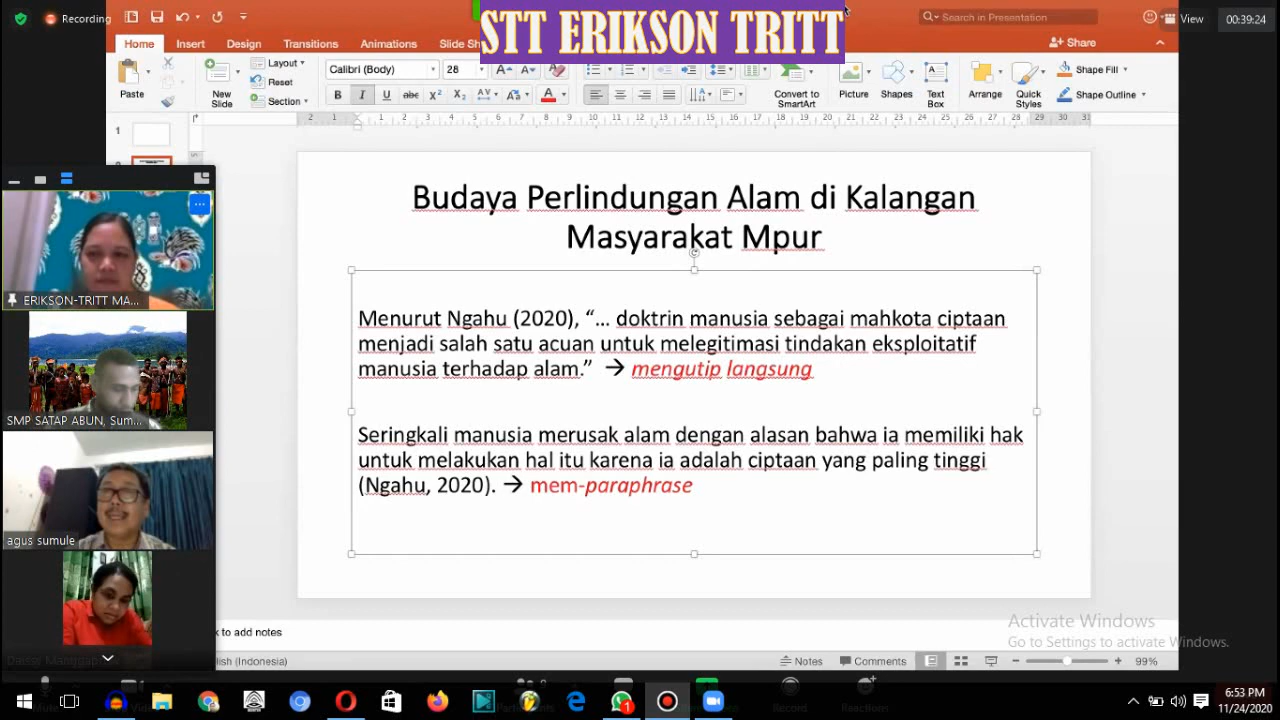 Recording
STT ERIKSON TRITT
Search in Presentation
View
00:39:24
Home
Insert
Design
Transitions
Animations
Slide Sh
Share
Paste
New
Slide
Layout
Reset
Section
Calibri (Body)
28
Convert to
SmartArt
Picture
Shapes
Text
Box
Arrange
Quick
Styles
Shape Fill
Shape Outline
1
Budaya Perlindungan Alam di Kalangan
Masyarakat Mpur
Menurut Ngahu (2020), “… doktrin manusia sebagai mahkota ciptaan
menjadi salah satu acuan untuk melegitimasi tindakan eksploitatif
manusia terhadap alam.” → mengutip langsung
Seringkali manusia merusak alam dengan alasan bahwa ia memiliki hak
untuk melakukan hal itu karena ia adalah ciptaan yang paling tinggi
(Ngahu, 2020). → mem-paraphrase
ERIKSON-TRITT MA...
SMP SATAP ABUN, Sum...
agus sumule
k to add notes
lish (Indonesia)
Notes
Comments
99%
Activate Windows
Go to Settings to activate Windows.
Participants
Record
Reactions
6:53 PM
11/24/2020